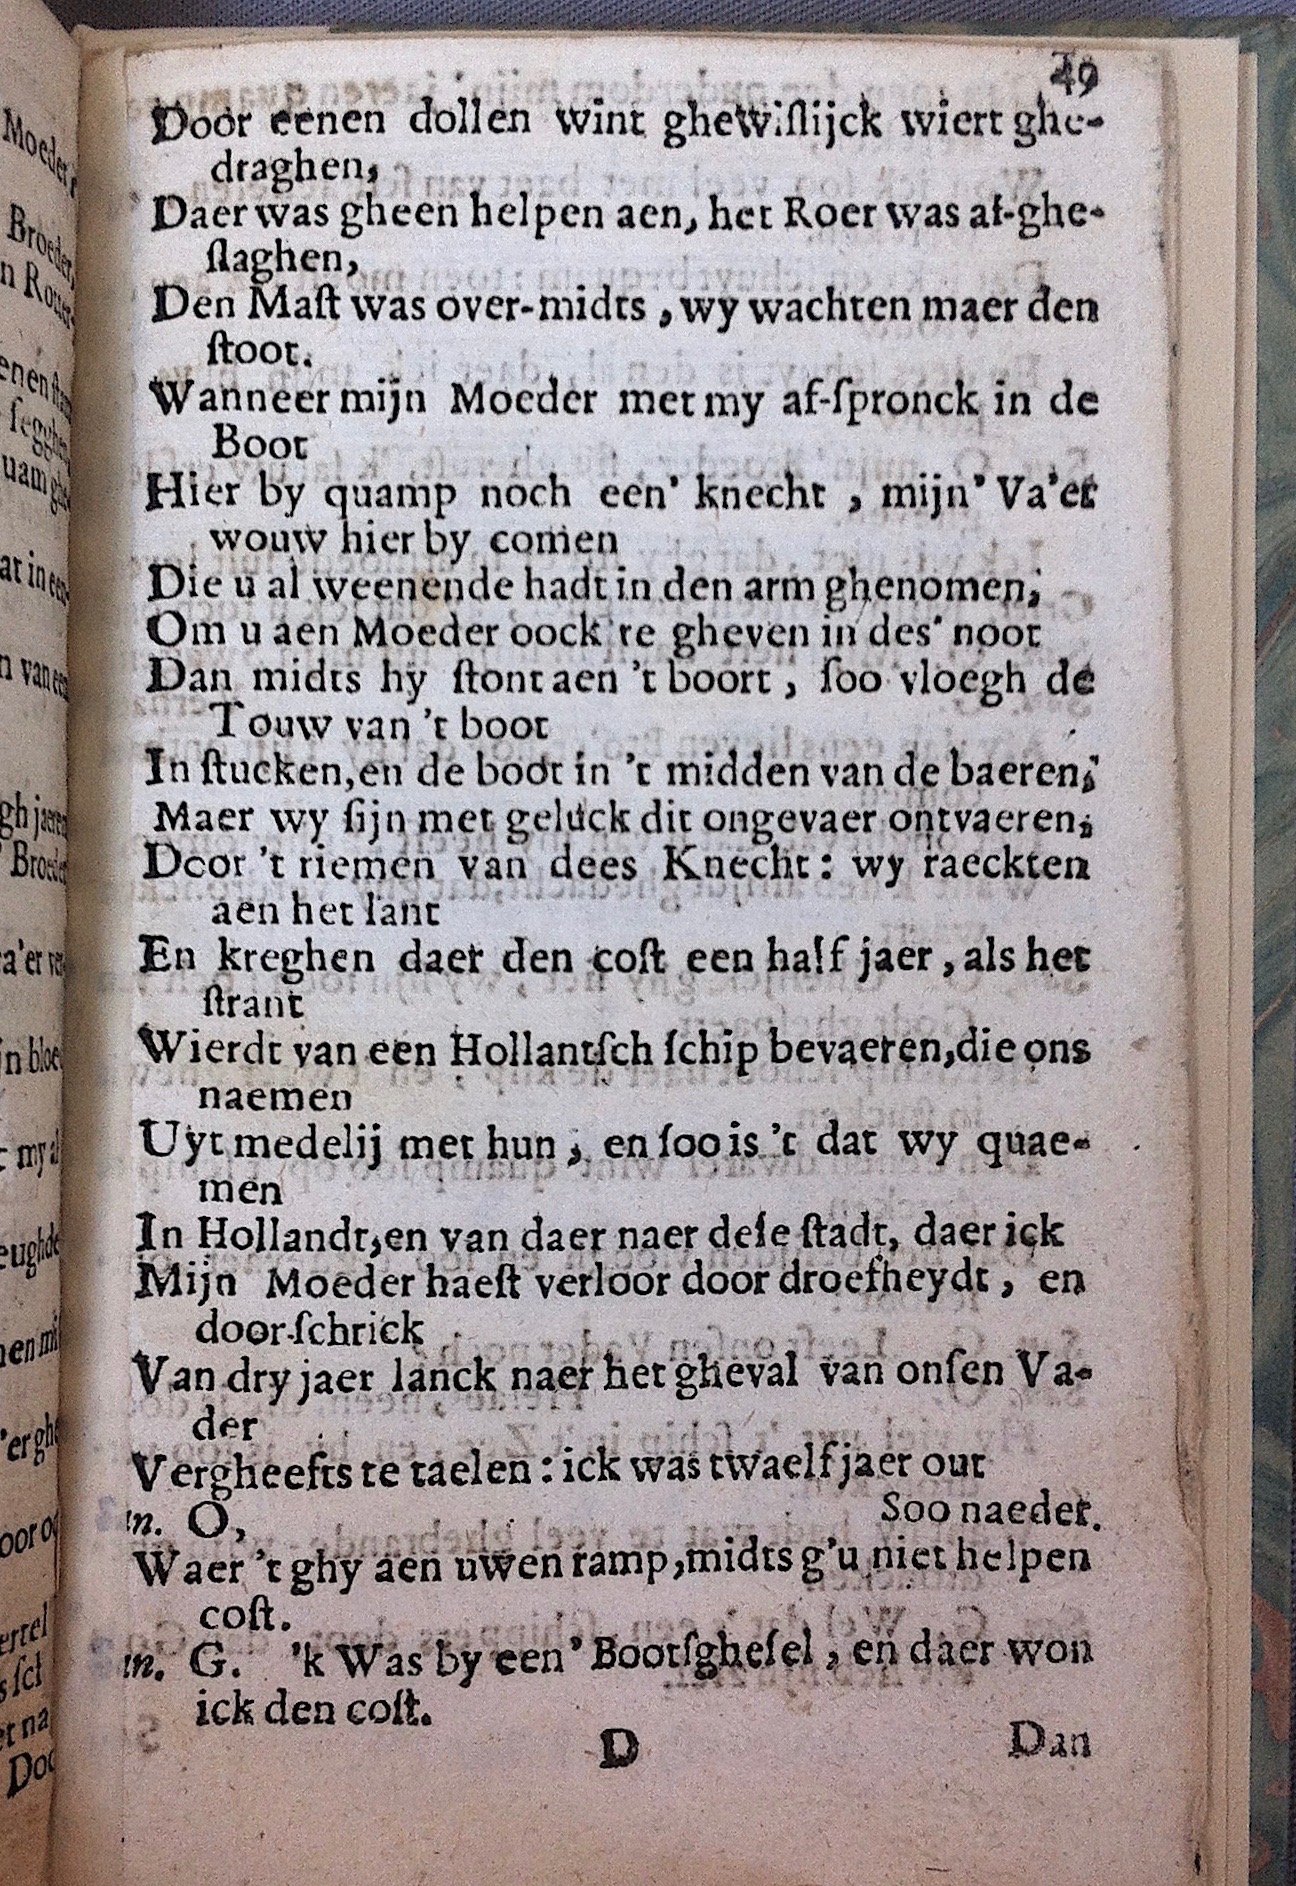 49
Door eenen dollen wint ghewiſlijck wiert ghe-
draghen,
Daer was gheen helpen aen, het Roer was af-ghe-
ſlaghen,
Den Maſt was over-midts, wy wachten maer den
ſtoot.
Wanneer mijn Moeder met my af-ſpronck in de
Boot
Hier by quamp noch een' knecht, mijn' Va'er
wouw hier by comen
Die u al weenende hadt in den arm ghenomen;
Om u aen Moeder oock te gheven in des' noot
Dan midts hy ſtont aen 't boort, ſoo vloegh de
Touw van 't boot
In ſtucken, en de boot in 't midden van de baeren;
Maer wy ſijn met geluck dit ongevaer ontvaeren;
Door 't riemen van dees Knecht: wy raeckten
aen het lant
En kreghen daer den coſt een half jaer, als het
ſtrant
Wierdt van een Hollantſch ſchip bevaeren, die ons
naemen
Uyt medelij met hun; en ſoo is 't dat wy quae-
men
In Hollandt, en van daer naer deſe ſtadt, daer ick
Mijn Moeder haeſt verloor door droefheydt, en
door-ſchrick
Van dry jaer lanck naer het gheval van onſen Va-
der
Vergheefts te taelen: ick was twaelf jaer out
Soo naeder.
in. O,
Waer 't ghy aen uwen ramp, midts g'u niet helpen
coſt.
in. G. 'k Was by een' Bootſgheſel, en daer won
ick den coſt.
D
Dan